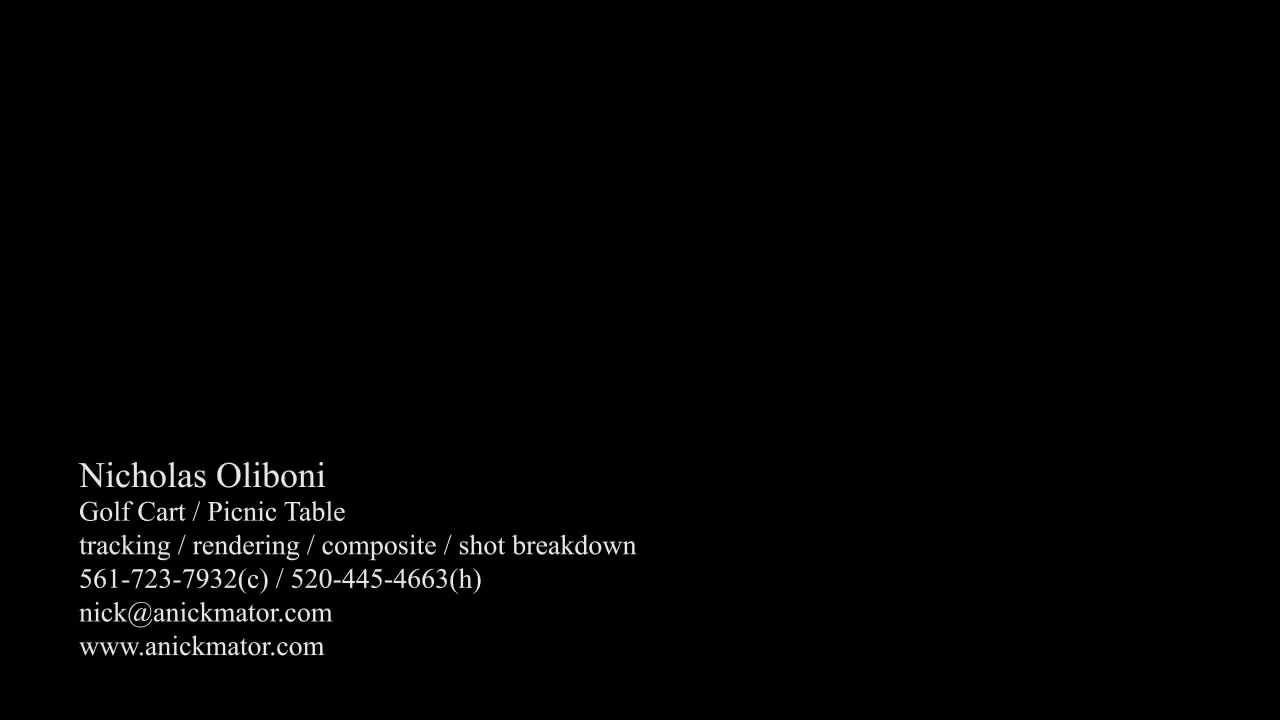 Nicholas Oliboni
Golf Cart / Picnic Table
tracking / rendering / composite / shot breakdown
561-723-7932(c) / 520-445-4663(h)
nick@anickmator.com
www.anickmator.com